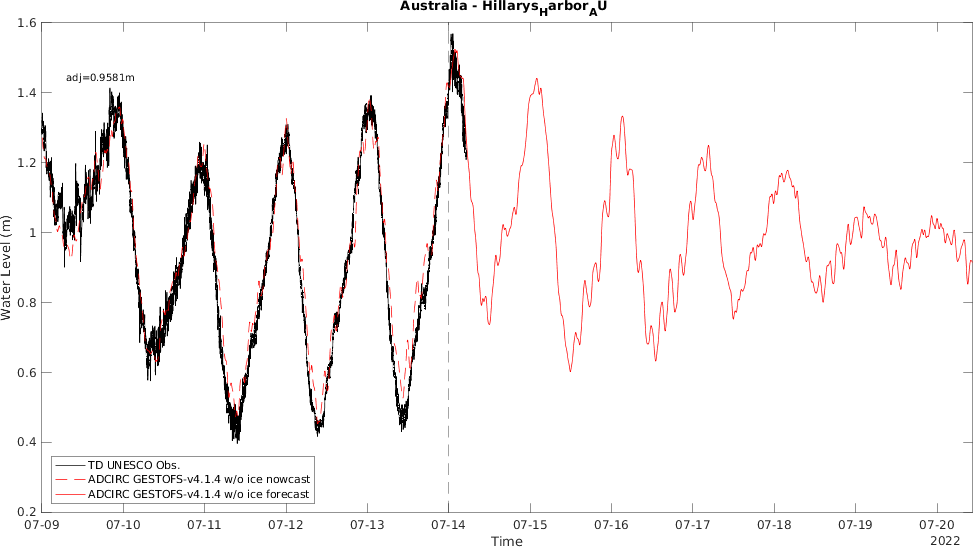 Australia - HillarysHarborAU
adj=0.9581m
1.6
1.4
1.2
1
0.8
0.6
0.4
0.2
Water Level (m)
TD UNESCO Obs.
ADCIRC GESTOFS-v4.1.4 w/o ice nowcast
ADCIRC GESTOFS-v4.1.4 w/o ice forecast
07-09 07-10 07-11 07-12 07-13 07-14 07-15 07-16 07-17 07-18 07-19 07-20
Time
2022